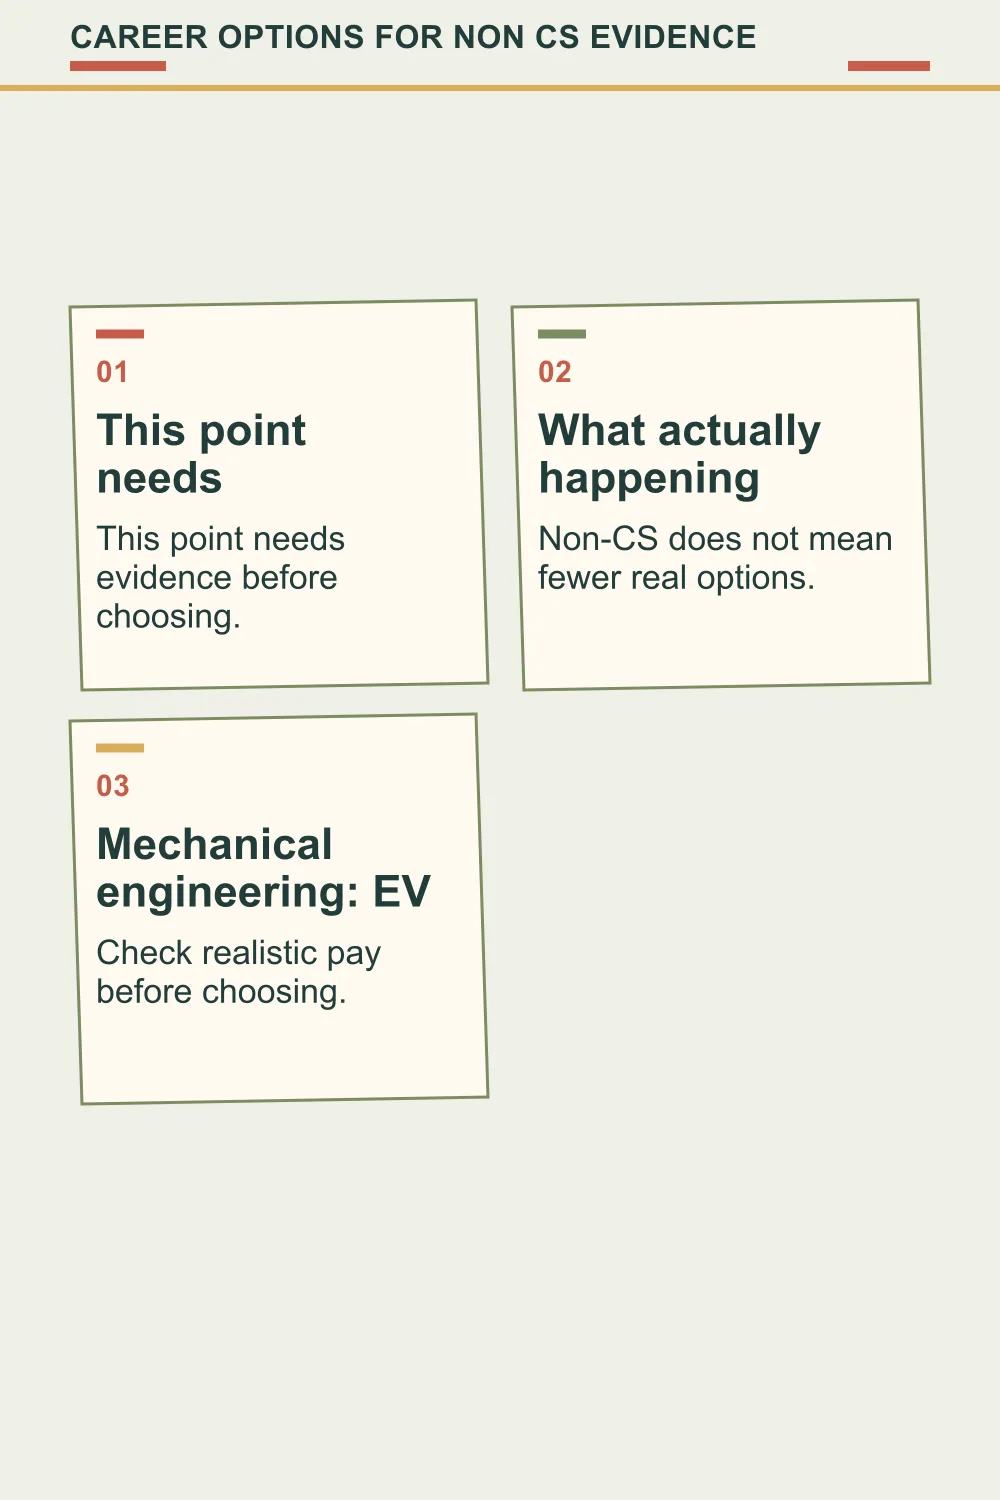 CAREER OPTIONS FOR NON CS EVIDENCE
01
This point
needs
This point needs
evidence before
choosing.
02
What actually
happening
Non-CS does not mean
fewer real options.
03
Mechanical
engineering: EV
Check realistic pay
before choosing.